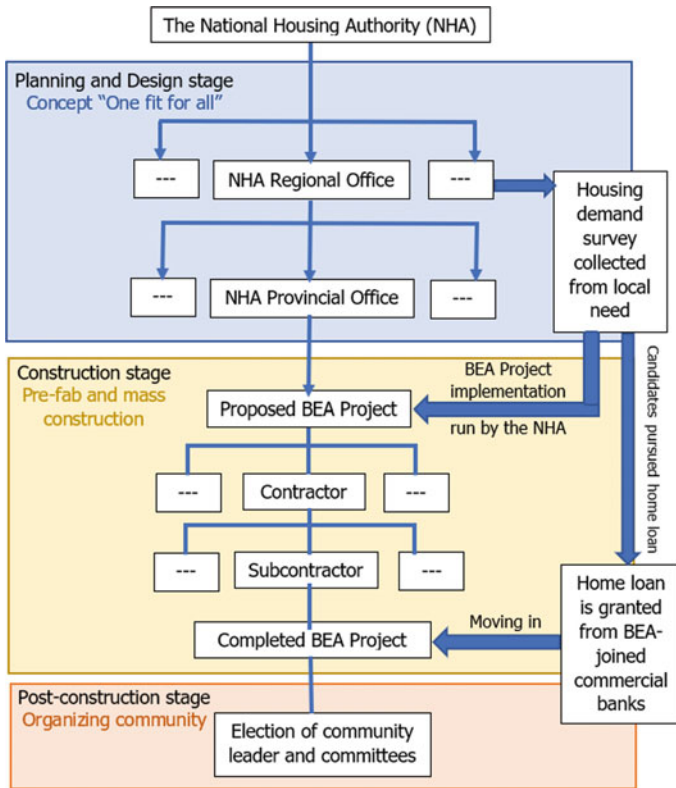 The National Housing Authority (NHA)
Planning and Design stage
Concept "One fit for all"
---
NHA Regional Office
---
Housing
demand
survey
collected
from local
need
---
NHA Provincial Office
---
Construction stage
Pre-fab and mass
construction
BEA Project
implementation
run by the NHA
Candidates pursued home loan
Proposed BEA Project
---
Contractor
---
---
Subcontractor
---
Home loan
is granted
from BEA-
joined
commercial
banks
Moving in
Completed BEA Project
Post-construction stage
Organizing community
Election of community
leader and committees